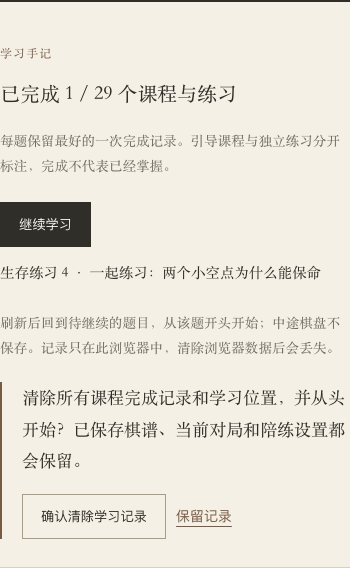 学习手记
已完成 1 / 29 个课程与练习
每题保留最好的一次完成记录。引导课程与独立练习分开
标注，完成不代表已经掌握。
继续学习
生存练习 4 · 一起练习：两个小空点为什么能保命
刷新后回到待继续的题目，从该题开头开始；中途棋盘不
保存。记录只在此浏览器中，清除浏览器数据后会丢失。
清除所有课程完成记录和学习位置，并从头
开始？已保存棋谱、当前对局和陪练设置都
会保留。
确认清除学习记录
保留记录